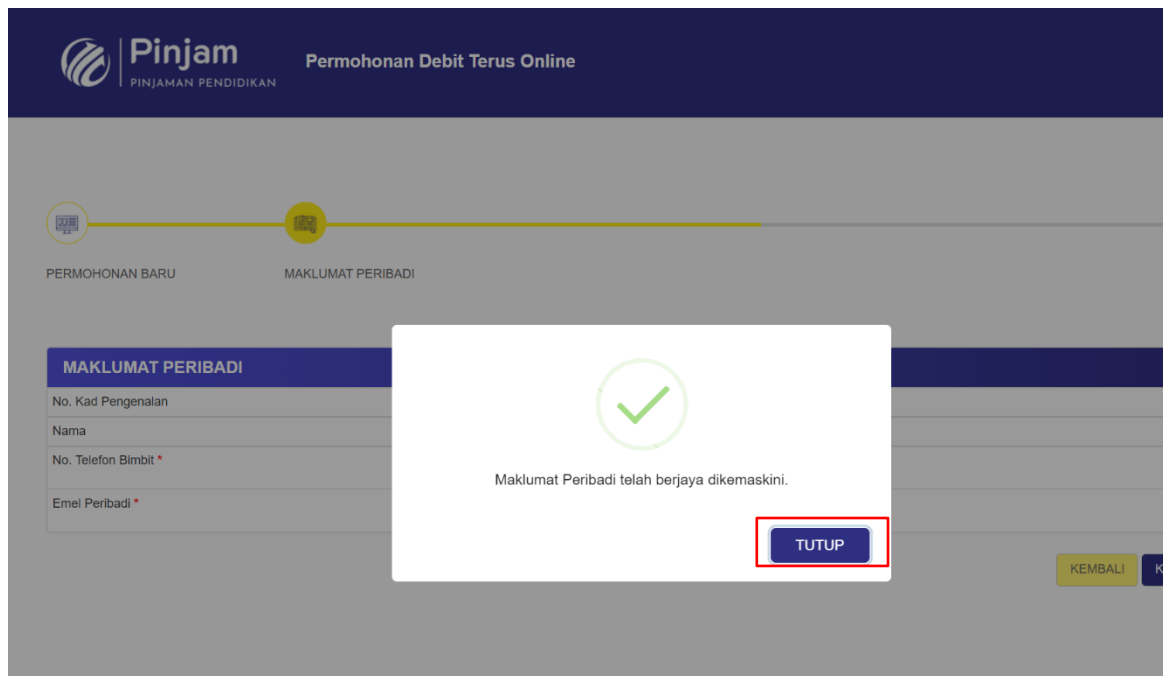 Pinjam
PINJAMAN PENDIDIKAN
Permohonan Debit Terus Online
PERMOHONAN BARU
MAKLUMAT PERIBADI
MAKLUMAT PERIBADI
No. Kad Pengenalan
Nama
No. Telefon Bimbit *
Emel Peribadi *
Maklumat Peribadi telah berjaya dikemaskini.
TUTUP
KEMBALI
K